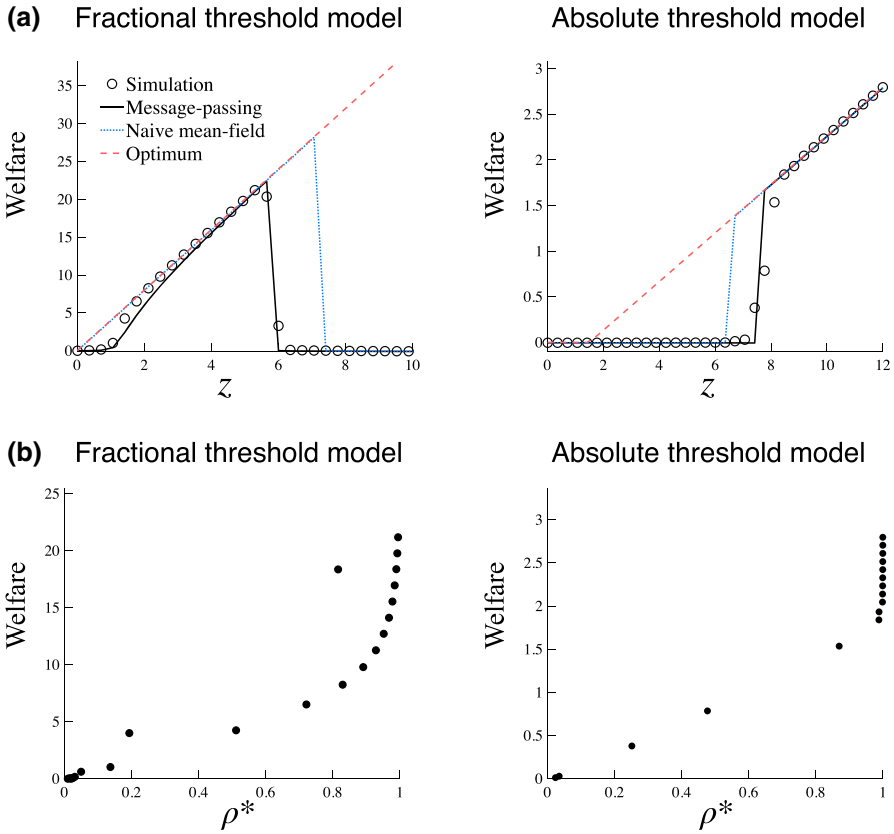 (a) Fractional threshold model Absolute threshold model
Welfare
35
30
25
20
15
10
5
0
Simulation
Message-passing
Naive mean-field
Optimum
0 2 4 6 8 10
z
Welfare
3
2.5
2
1.5
1
0.5
0
0 2 4 6 8 10 12
z
(b) Fractional threshold model Absolute threshold model
Welfare
25
20
15
10
5
0
0 0.2 0.4 0.6 0.8 1
ρ*
Welfare
3
2.5
2
1.5
1
0.5
0
0 0.2 0.4 0.6 0.8 1
ρ*